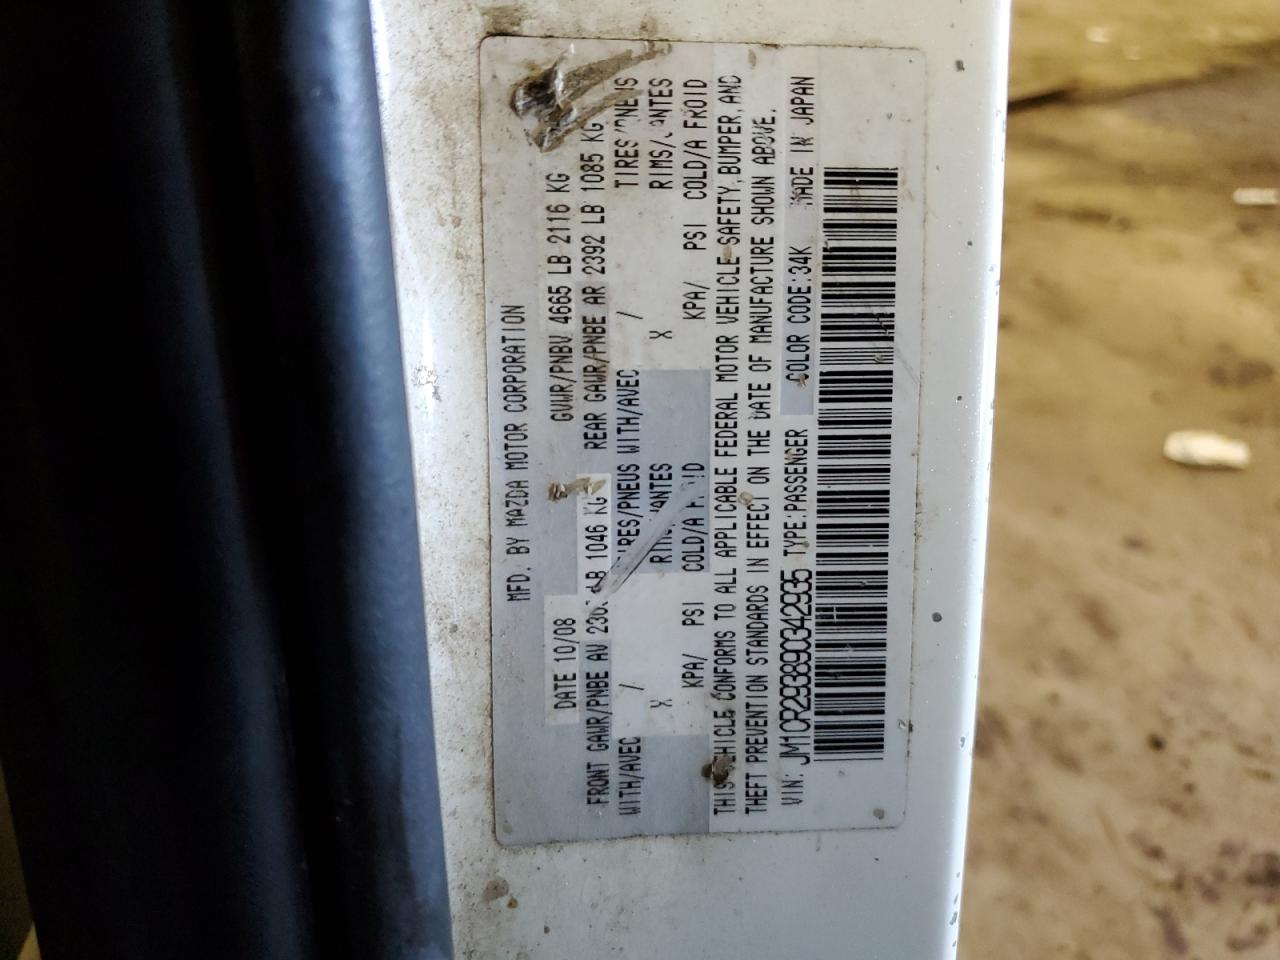 MFD. BY MAZDA MOTOR CORPORATION
DATE 10/08 GVWR/PNBV 4665 LB 2116 KG
FRONT GAWR/PNBE AV LB 1046 KG REAR GAWR/PNBE AR 2392 LB 1085 KG
WITH/AVEC / TIRES/PNEUS WITH/AVEC / TIRES/PNEUS
X RIMS/JANTES X RIMS/JANTES
KPA/ PSI COLD/A FROID KPA/ PSI COLD/A FROID
THIS VEHICLE CONFORMS TO ALL APPLICABLE FEDERAL MOTOR VEHICLE SAFETY, BUMPER, AND
THEFT PREVENTION STANDARDS IN EFFECT ON THE DATE OF MANUFACTURE SHOWN ABOVE.
VIN: JM1CR293890342935 TYPE:PASSENGER COLOR CODE:34K MADE IN JAPAN